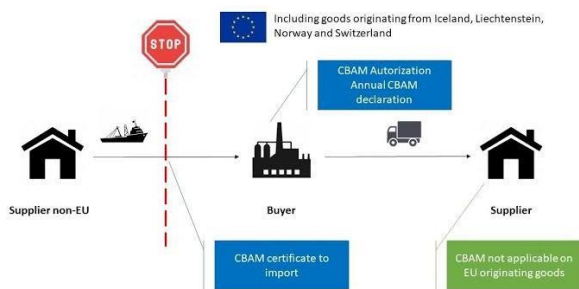 Including goods originating from Iceland, Liechtenstein,
Norway and Switzerland
STOP
CBAM Autorization
Annual CBAM
declaration
Supplier non-EU
Buyer
Supplier
CBAM certificate to
import
CBAM not applicable on
EU originating goods